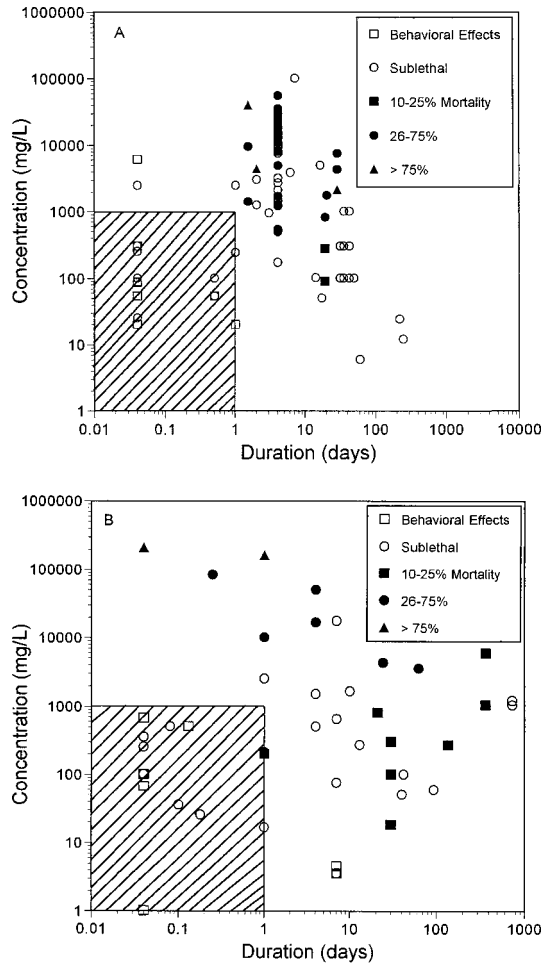 A
Behavioral Effects
Sublethal
10-25% Mortality
26-75%
> 75%
1000000
100000
10000
1000
100
10
1
Concentration (mg/L)
0.01 0.1 1 10 100 1000 10000
Duration (days)
B
Behavioral Effects
Sublethal
10-25% Mortality
26-75%
> 75%
1000000
100000
10000
1000
100
10
1
Concentration (mg/L)
0.01 0.1 1 10 100 1000
Duration (days)